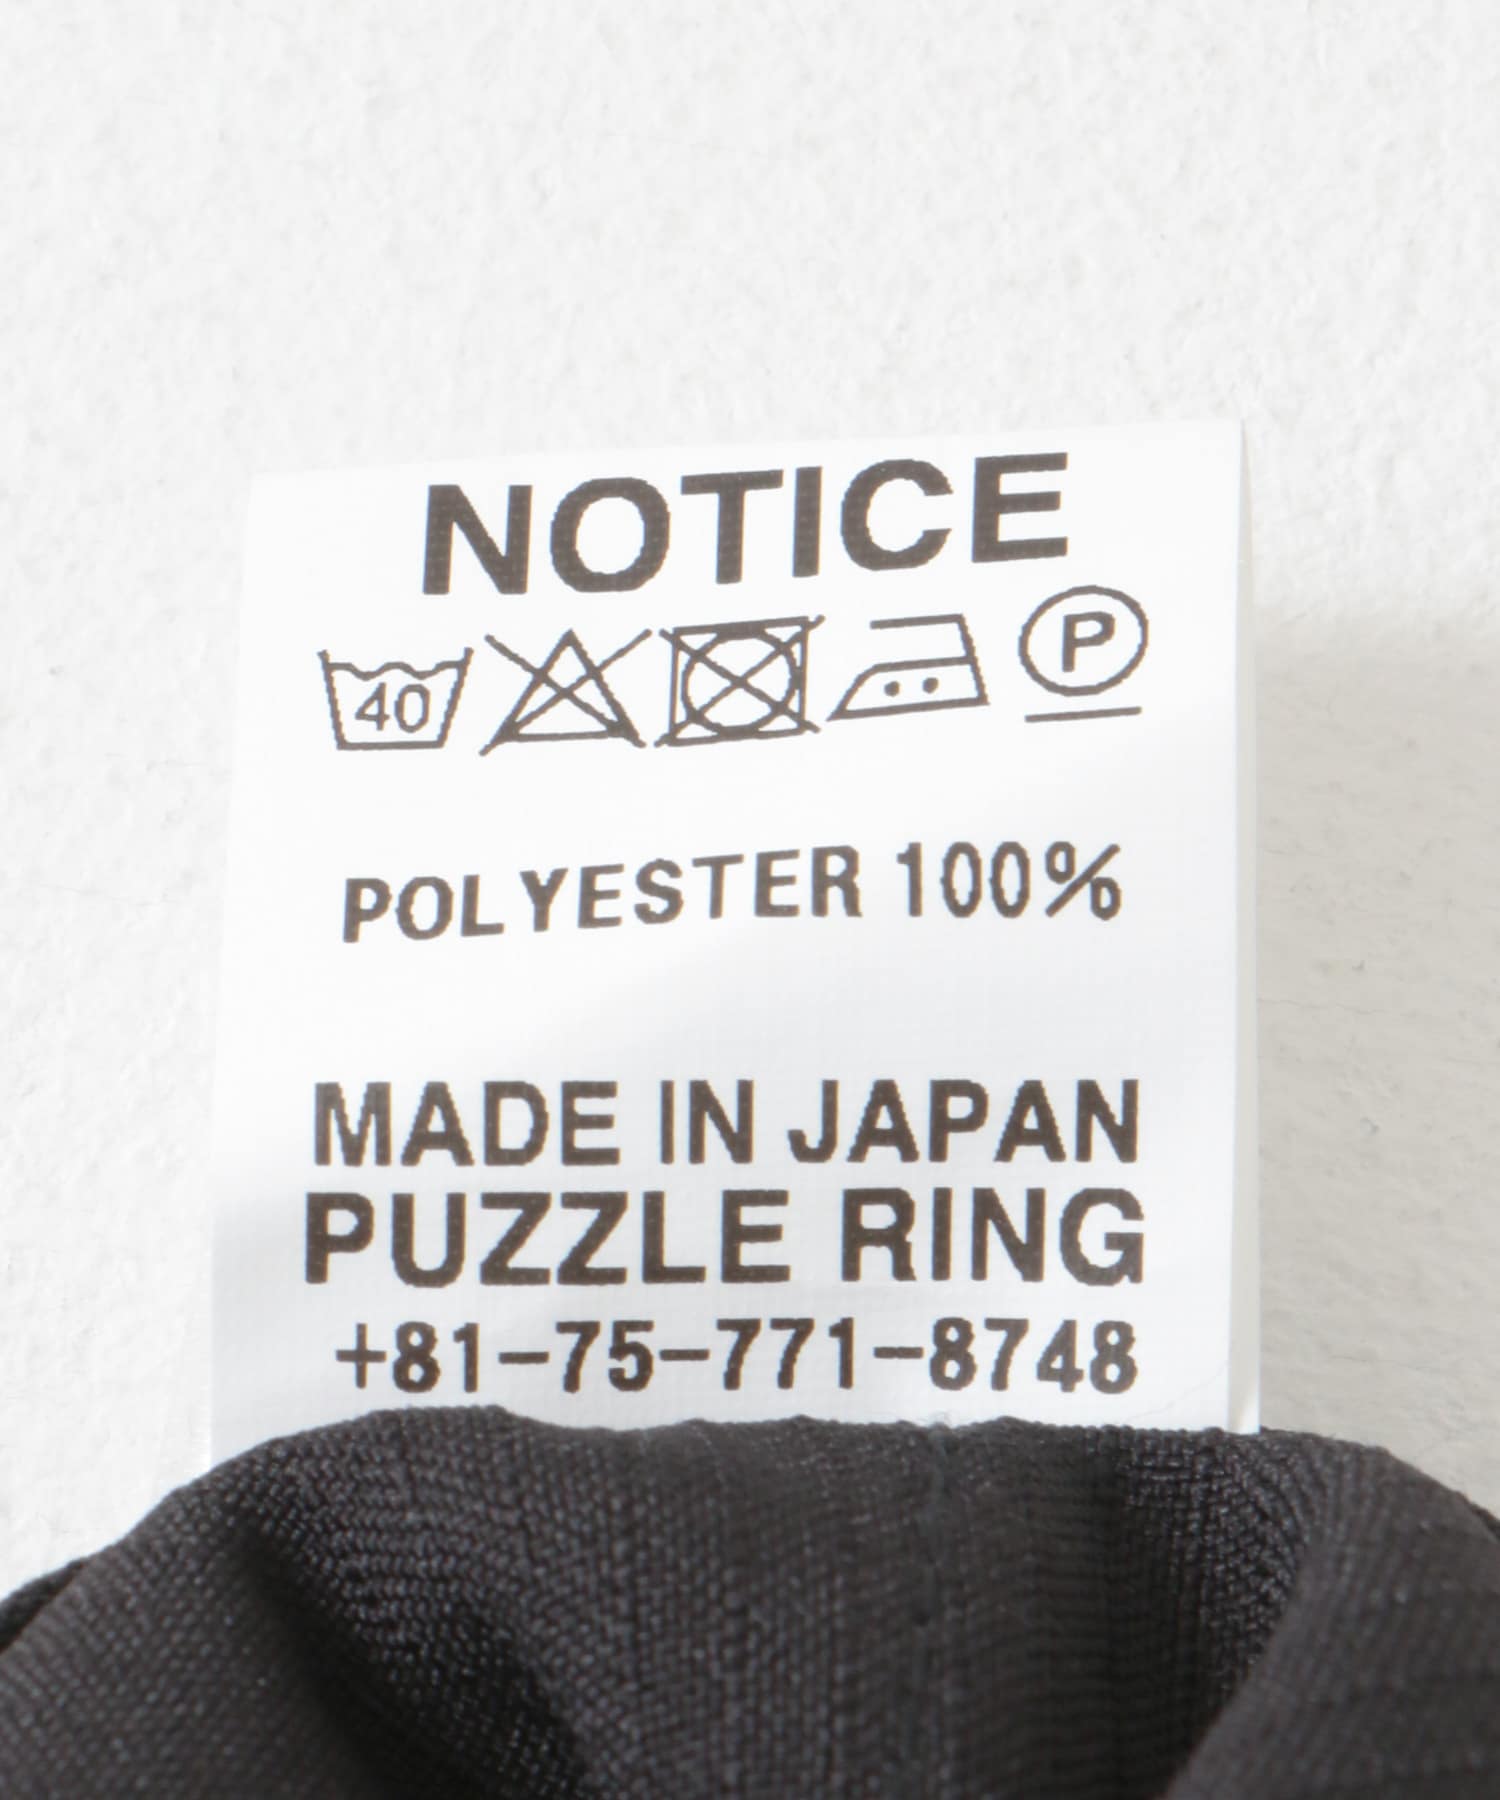 NOTICE
40 P
POLYESTER 100%
MADE IN JAPAN
PUZZLE RING
+81-75-771-8748